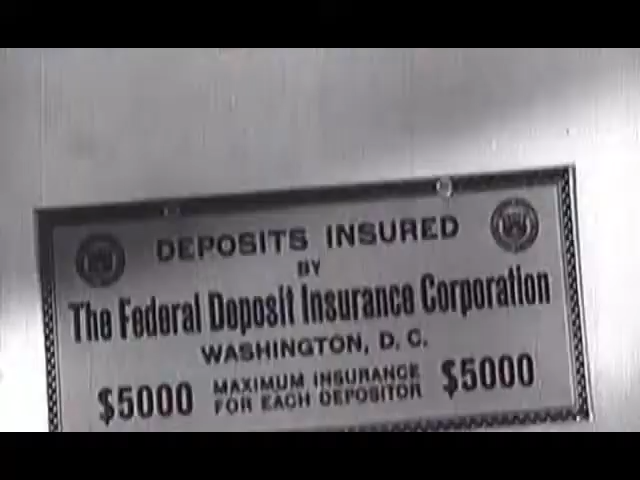 DEPOSITS INSURED
BY
The Federal Deposit Insurance Corporation
WASHINGTON, D. C.
$5000 MAXIMUM INSURANCE FOR EACH DEPOSITOR $5000